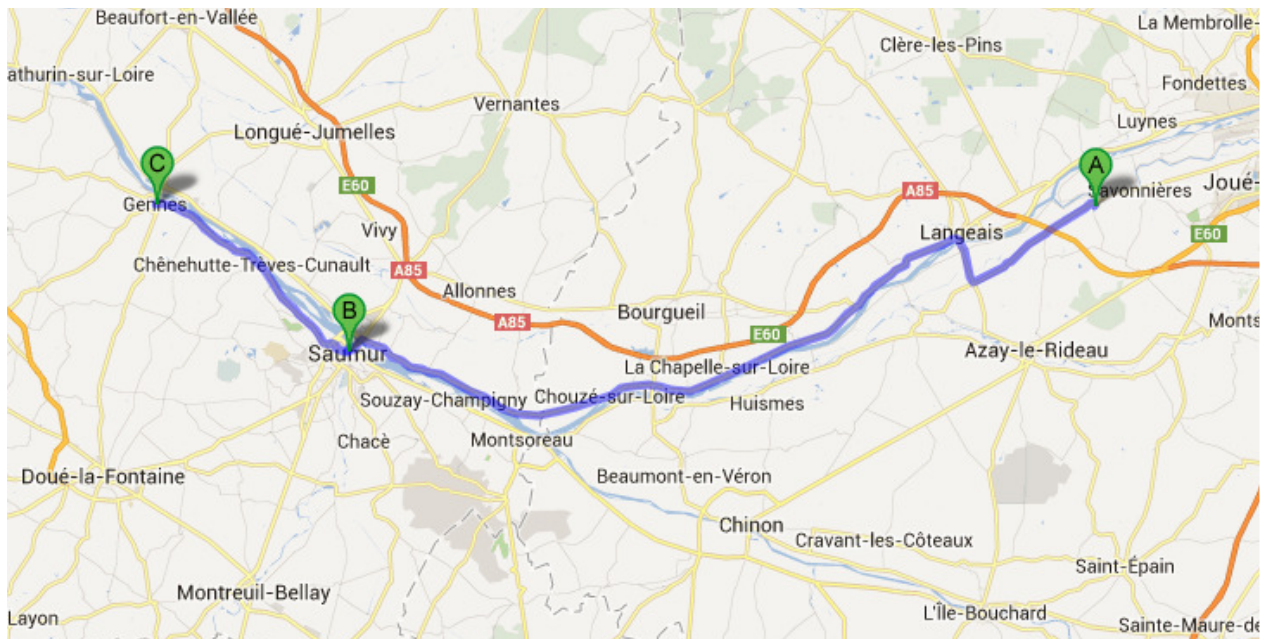 Beaufort-en-Vallée
La Membrolle-
Clère-les-Pins
athurin-sur-Loire
Fondettes
Vernantes
Luynes
Longué-Jumelles
C
A
E60
A85
Savonnières
Joué-
Gennes
Vivy
Langeais
E60
Chênehutte-Trèves-Cunault
A85
Allonnes
B
Bourgueil
A85
E60
Monts
Saumur
Azay-le-Rideau
La Chapelle-sur-Loire
Souzay-Champigny
Chouzé-sur-Loire
Huismes
Chacè
Montsoreau
Doué-la-Fontaine
Beaumont-en-Véron
Chinon
Cravant-les-Côteaux
Saint-Épain
Montreuil-Bellay
L'Île-Bouchard
Layon
Sainte-Maure-de